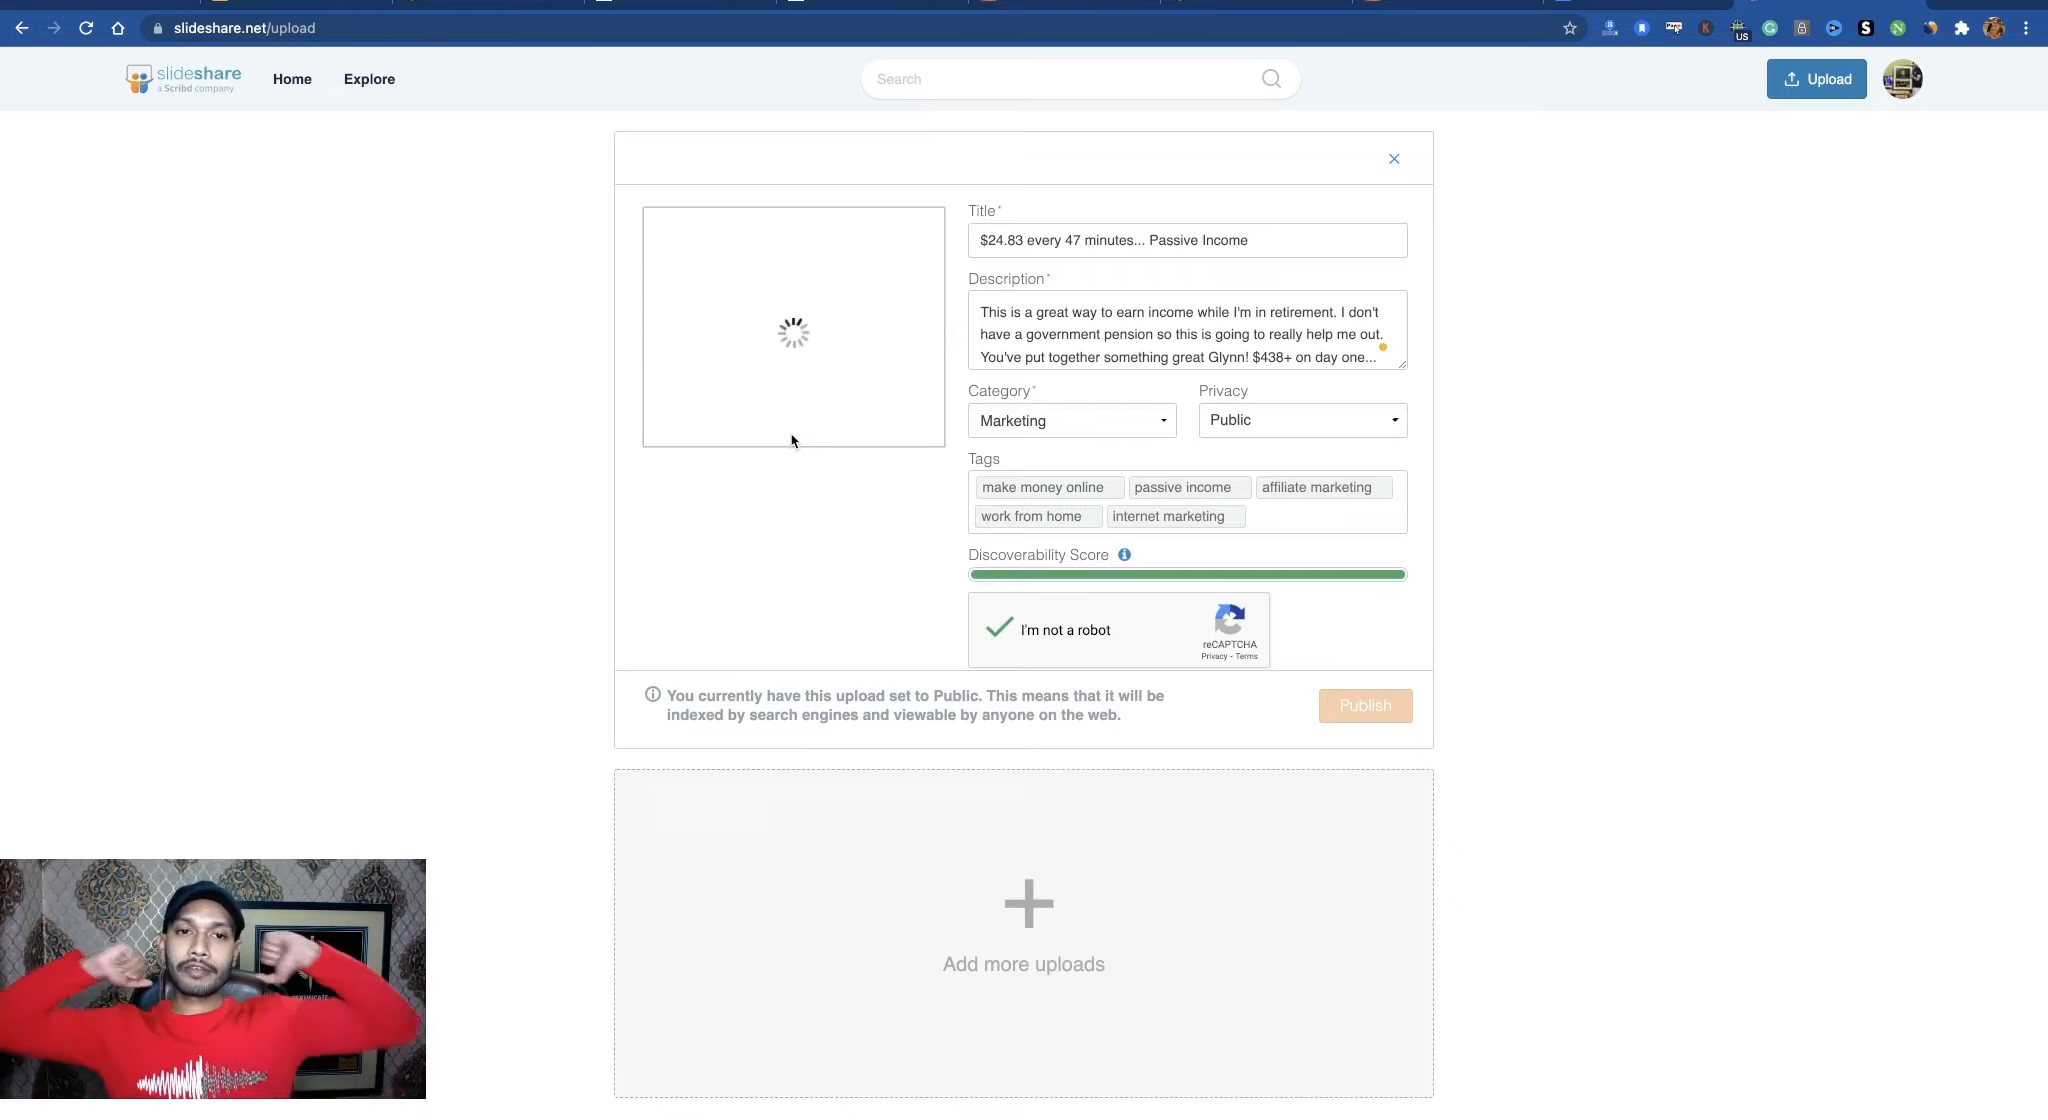 slideshare.net/upload
US
slideshare
a Scribd company
Home
Explore
Search
Upload
Title*
$24.83 every 47 minutes... Passive Income
Description*
This is a great way to earn income while I'm in retirement. I don't
have a government pension so this is going to really help me out.
You've put together something great Glynn! $438+ on day one...
Category*
Privacy
Marketing
Public
Tags
make money online
passive income
affiliate marketing
work from home
internet marketing
Discoverability Score
I'm not a robot
reCAPTCHA
Privacy - Terms
You currently have this upload set to Public. This means that it will be
indexed by search engines and viewable by anyone on the web.
Publish
Add more uploads